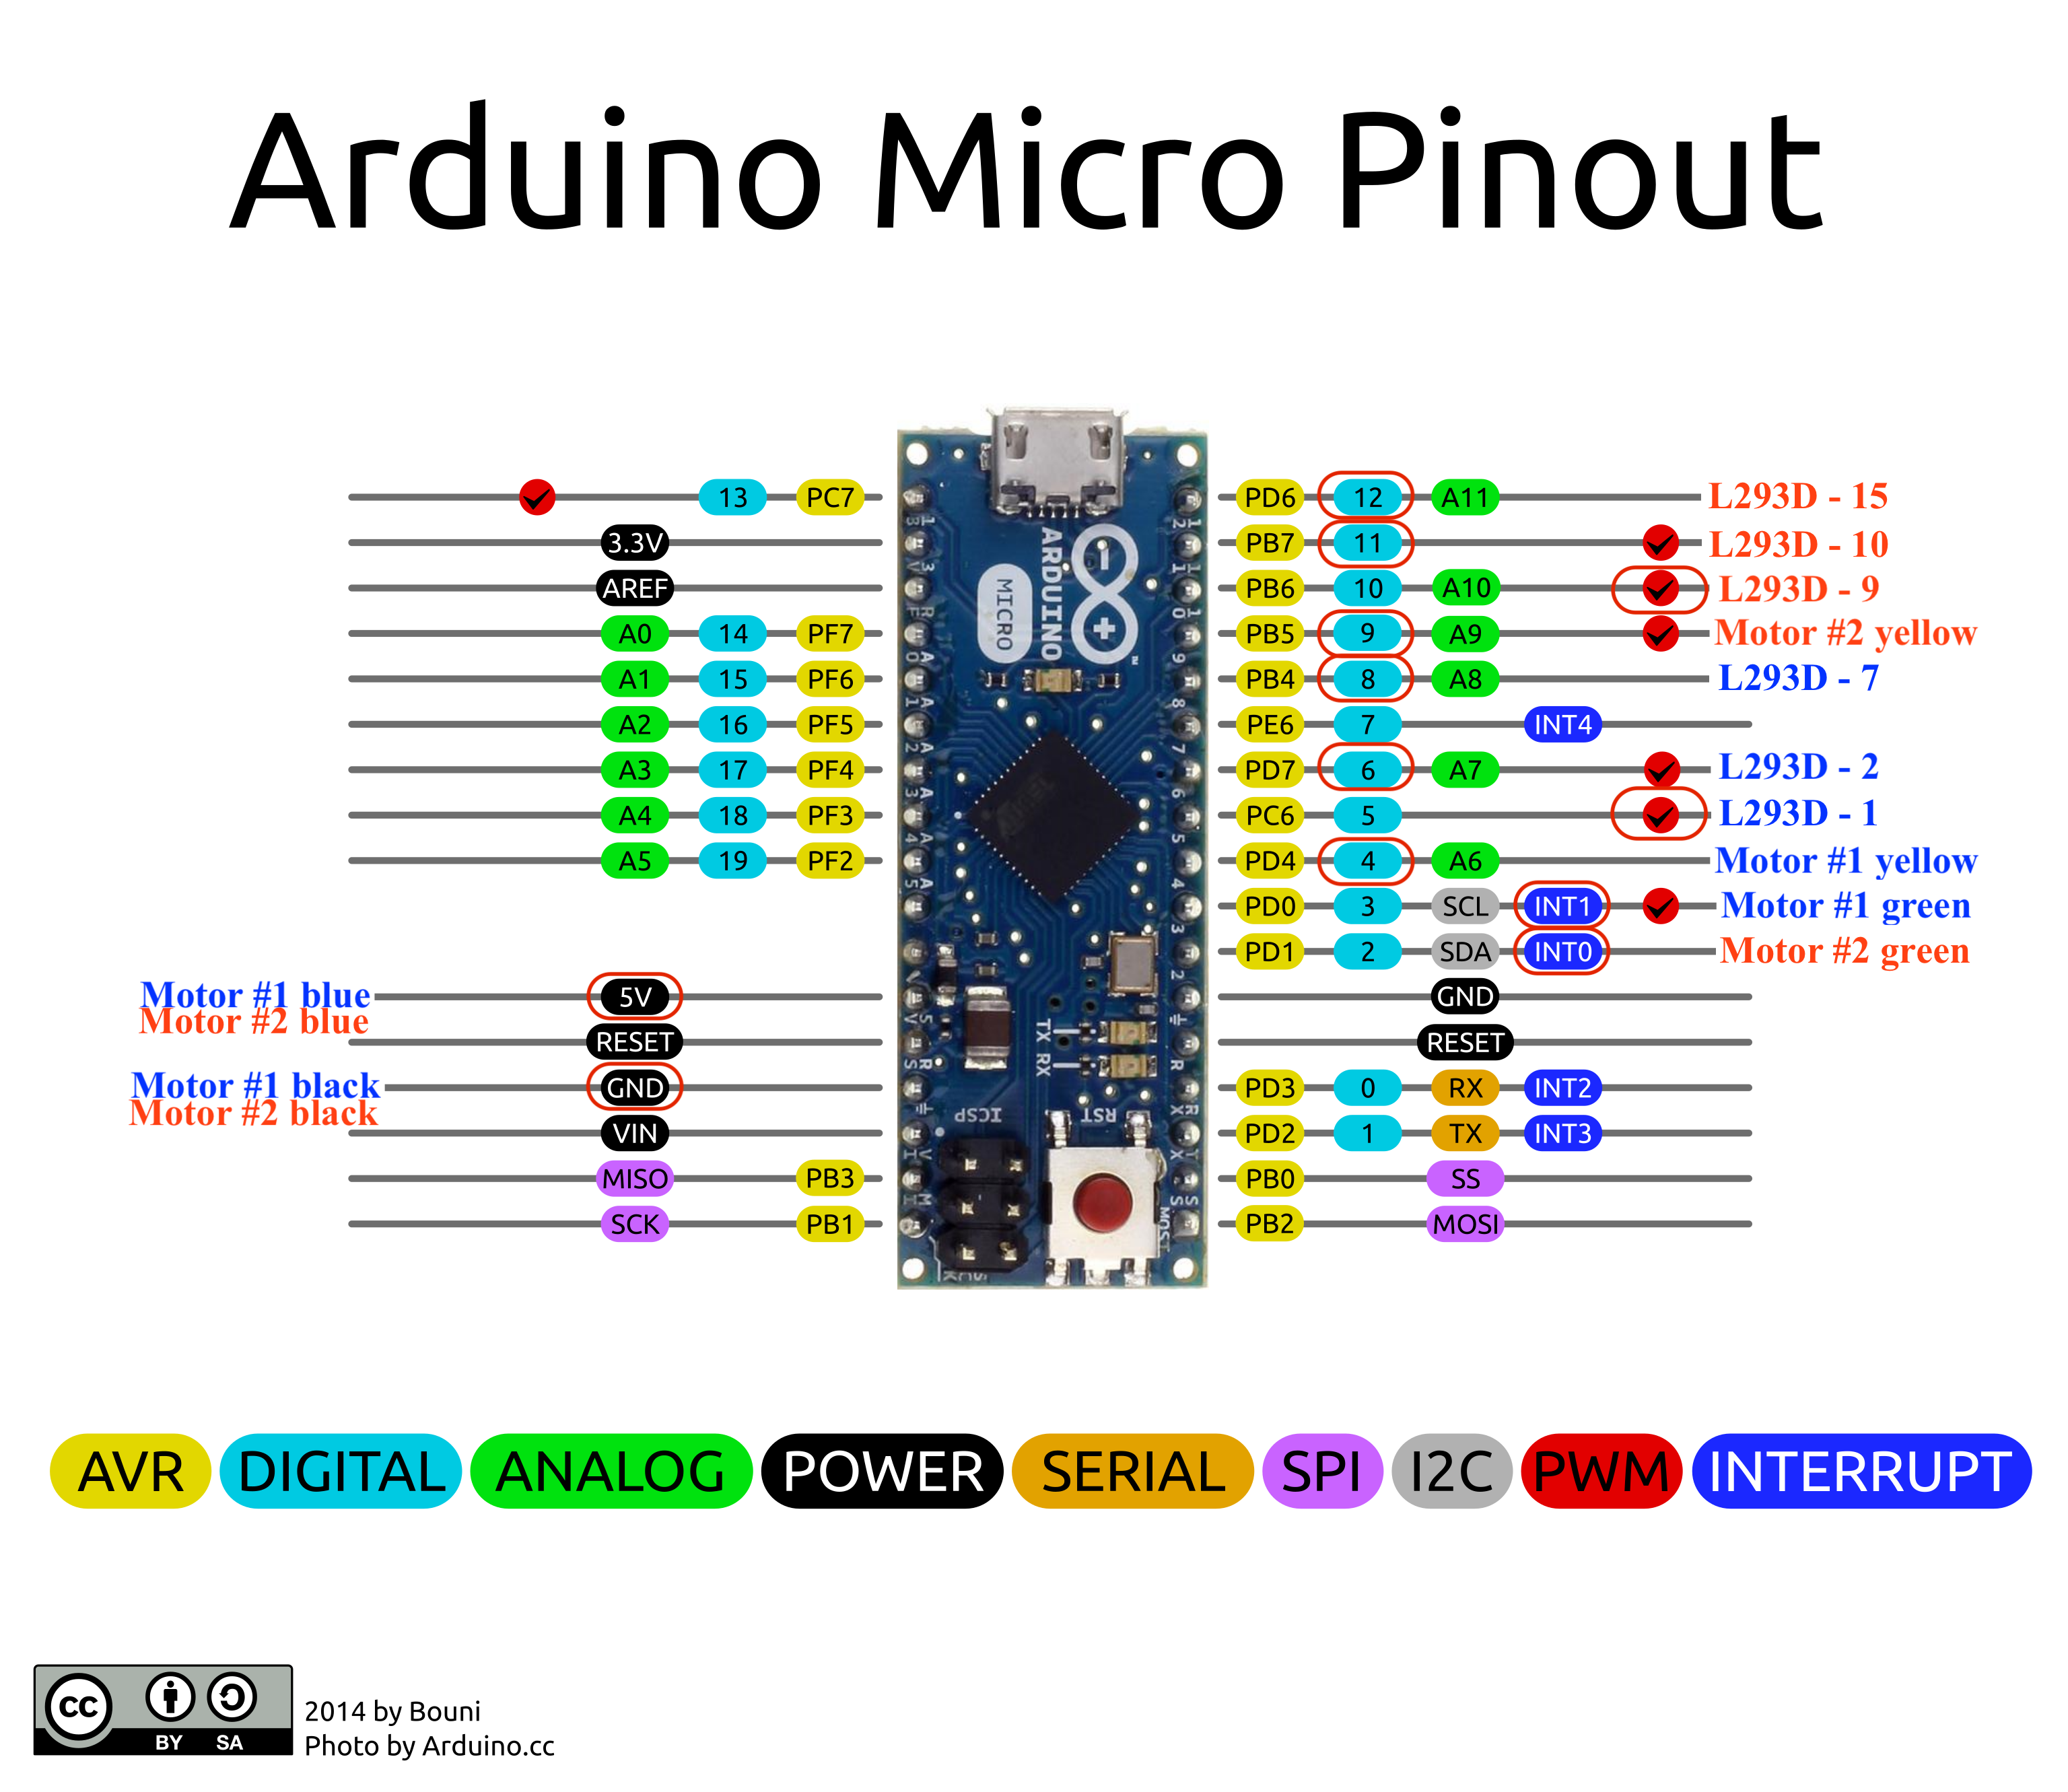 Arduino Micro Pinout
13 PC7
3.3V
AREF
A0 14 PF7
A1 15 PF6
A2 16 PF5
A3 17 PF4
A4 18 PF3
A5 19 PF2
Motor #1 blue 5V
Motor #2 blue
RESET
Motor #1 black GND
Motor #2 black
VIN
MISO PB3
SCK PB1
ARDUINO
MICRO
TX RX
ICSP
RST
PD6 12 A11 L293D - 15
PB7 11 L293D - 10
PB6 10 A10 L293D - 9
PB5 9 A9 Motor #2 yellow
PB4 8 A8 L293D - 7
PE6 7 INT4
PD7 6 A7 L293D - 2
PC6 5 L293D - 1
PD4 4 A6 Motor #1 yellow
PD0 3 SCL INT1 Motor #1 green
PD1 2 SDA INT0 Motor #2 green
GND
RESET
PD3 0 RX INT2
PD2 1 TX INT3
PB0 SS
PB2 MOSI
AVR DIGITAL ANALOG POWER SERIAL SPI I2C PWM INTERRUPT
cc BY SA
2014 by Bouni
Photo by Arduino.cc